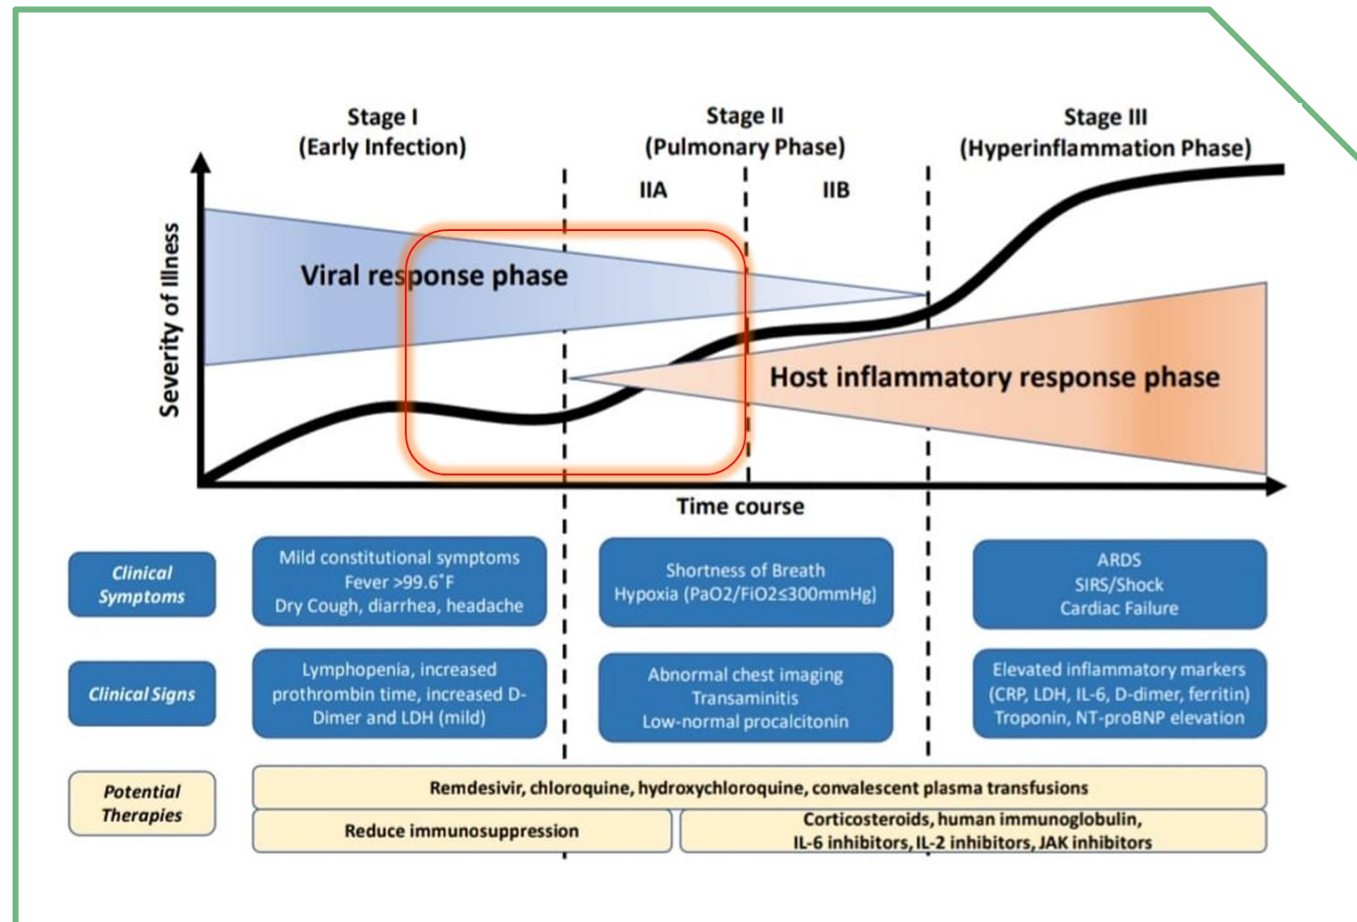 Stage I
(Early Infection)
Stage II
(Pulmonary Phase)
Stage III
(Hyperinflammation Phase)
IIA
IIB
Severity of Illness
Viral response phase
Host inflammatory response phase
Time course
Clinical
Symptoms
Mild constitutional symptoms
Fever >99.6˚F
Dry Cough, diarrhea, headache
Shortness of Breath
Hypoxia (PaO2/FiO2≤300mmHg)
ARDS
SIRS/Shock
Cardiac Failure
Clinical Signs
Lymphopenia, increased
prothrombin time, increased D-
Dimer and LDH (mild)
Abnormal chest imaging
Transaminitis
Low-normal procalcitonin
Elevated inflammatory markers
(CRP, LDH, IL-6, D-dimer, ferritin)
Troponin, NT-proBNP elevation
Potential
Therapies
Remdesivir, chloroquine, hydroxychloroquine, convalescent plasma transfusions
Reduce immunosuppression
Corticosteroids, human immunoglobulin,
IL-6 inhibitors, IL-2 inhibitors, JAK inhibitors